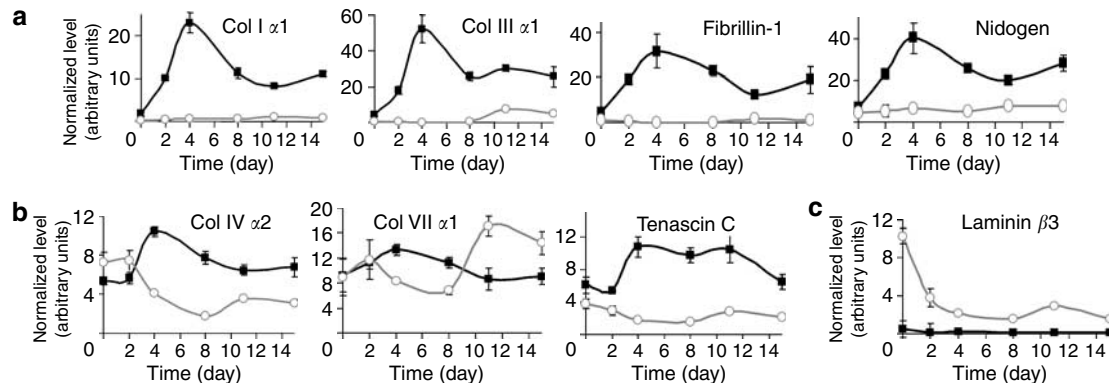 a
Normalized level
(arbitrary units)
Col I α1
20
10
0 2 4 6 8 10 12 14
Time (day)
Col III α1
60
40
20
0 2 4 6 8 10 12 14
Time (day)
Fibrillin-1
40
20
0 2 4 6 8 10 12 14
Time (day)
Nidogen
40
20
0 2 4 6 8 10 12 14
Time (day)
b
Normalized level
(arbitrary units)
Col IV α2
12
8
4
0 2 4 6 8 10 12 14
Time (day)
Col VII α1
20
16
12
8
4
0 2 4 6 8 10 12 14
Time (day)
Tenascin C
12
8
4
0 2 4 6 8 10 12 14
Time (day)
c
Normalized level
(arbitrary units)
Laminin β3
12
8
4
0 2 4 6 8 10 12 14
Time (day)